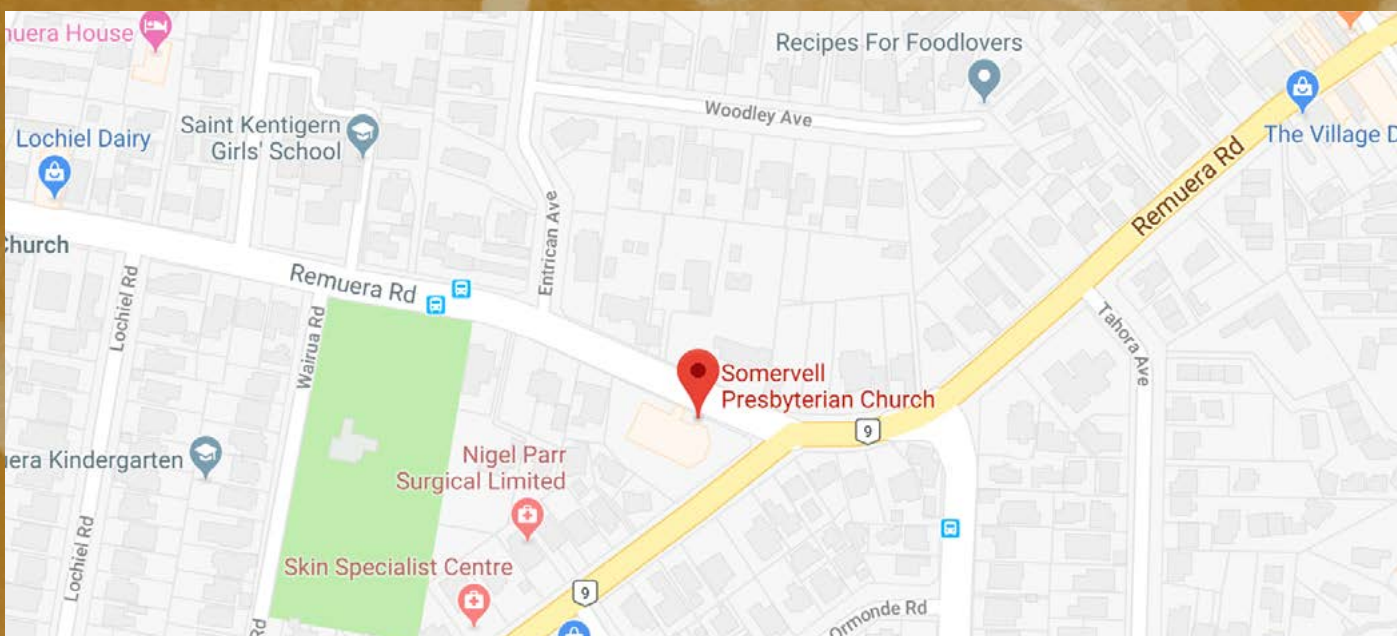 nuera House
Recipes For Foodlovers
Woodley Ave
Lochiel Dairy
Saint Kentigern
Girls' School
The Village D
Remuera Rd
Entrican Ave
Church
Remuera Rd
Lochiel Rd
Wairua Rd
Tahora Ave
Somervell
Presbyterian Church
9
era Kindergarten
Nigel Parr
Surgical Limited
Lochiel Rd
Skin Specialist Centre
9
Ormonde Rd
Rd